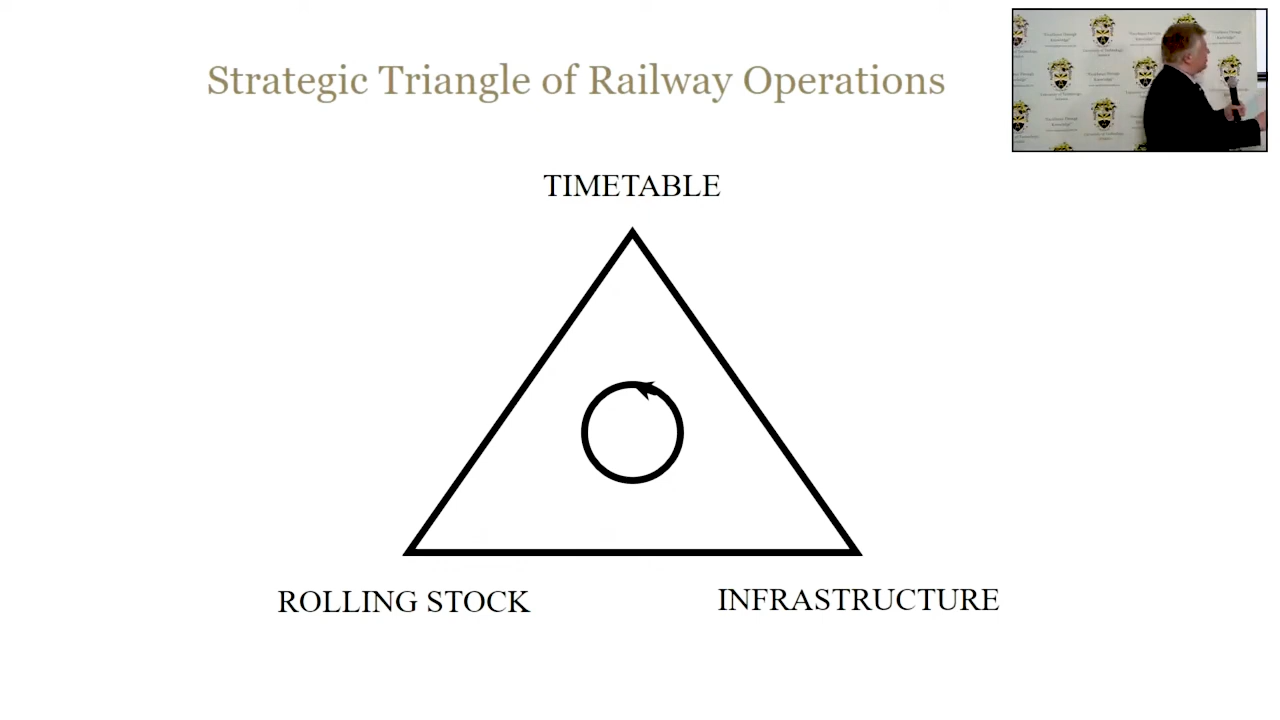 Strategic Triangle of Railway Operations
TIMETABLE
ROLLING STOCK
INFRASTRUCTURE